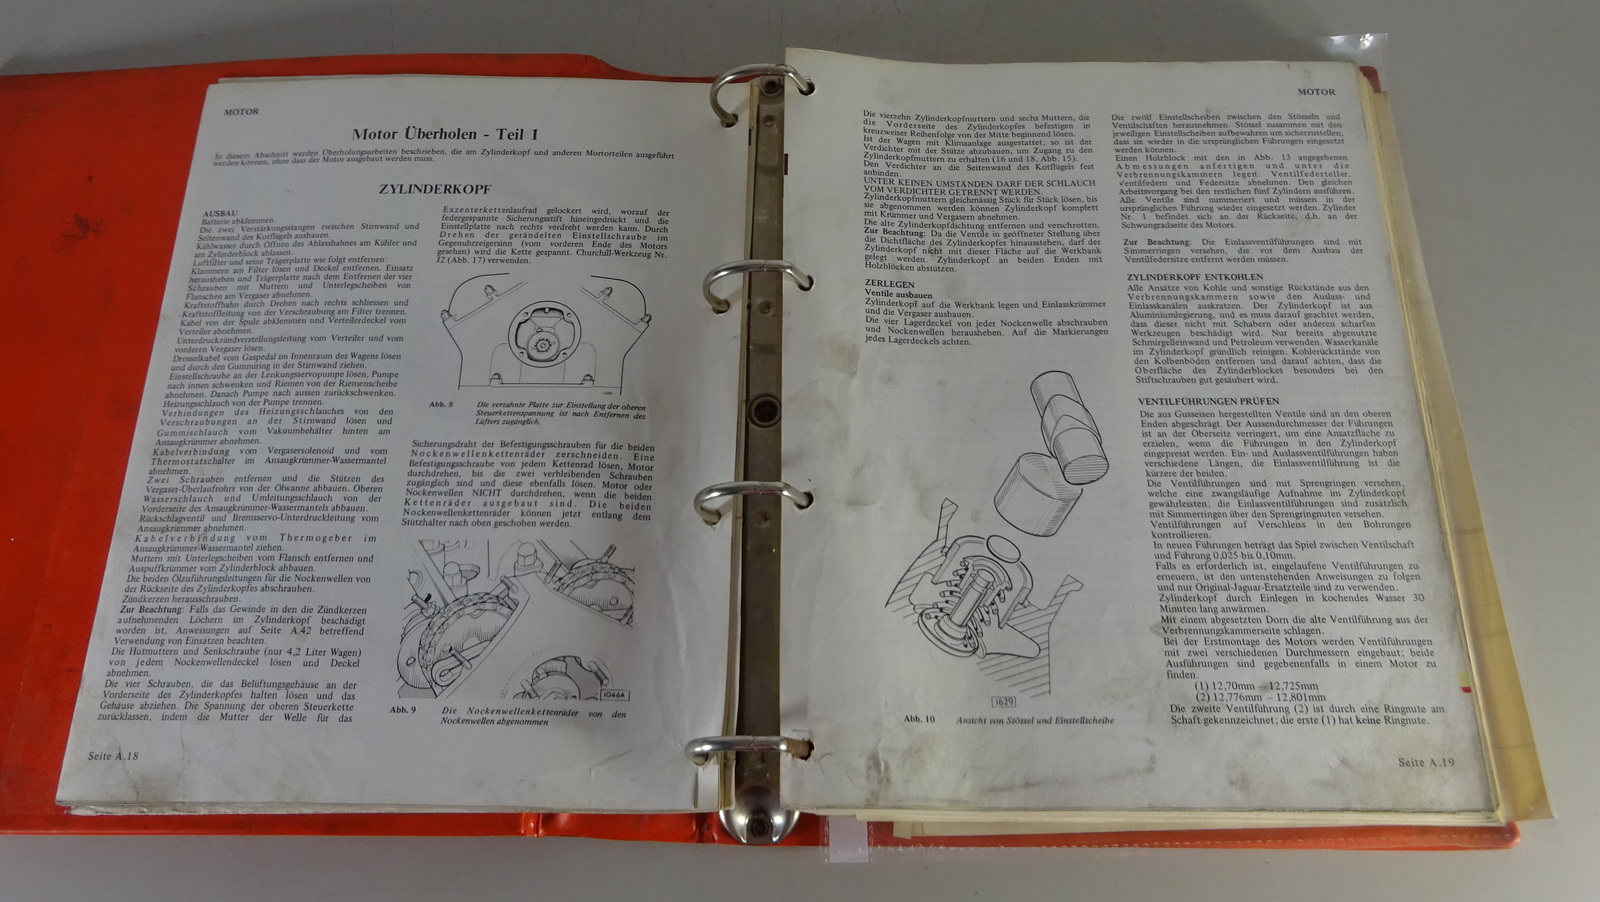 MOTOR
Motor Überholen - Teil 1
In diesem Abschnitt werden Überholungsarbeiten beschrieben, die am Zylinderkopf und anderen Mortorteilen ausgeführt
werden können, ohne dass der Motor ausgebaut werden muss.
ZYLINDERKOPF
AUSBAU
Batterie abklemmen.
Die zwei Verstärkungsstangen zwischen Stirnwand und
Seitenwand des Kotflügels ausbauen.
Kühlwasser durch Öffnen des Ablasshahnes am Kühler und
am Zylinderblock ablassen.
Luftfilter und seine Trägerplatte wie folgt entfernen:
Klammern am Filter lösen und Deckel entfernen. Einsatz
herausheben und Trägerplatte nach dem Entfernen der vier
Schrauben mit Muttern und Unterlegscheiben von
Flanschen am Vergaser abnehmen.
Kraftstoffhahn durch Drehen nach rechts schliessen und
Kraftstoffleitung von der Verschraubung am Filter trennen.
Kabel von der Spule abklemmen und Verteilerdeckel vom
Verteiler abnehmen.
Unterdruckzündverstellungsleitung vom Verteiler und vom
vorderen Vergaser lösen.
Drosselkabel vom Gaspedal im Innenraum des Wagens lösen
und durch den Gummiring in der Stirnwand ziehen.
Einstellschraube an der Lenkungsservopumpe lösen, Pumpe
nach innen schwenken und Riemen von der Riemenscheibe
abnehmen. Danach Pumpe nach aussen zurückschwenken.
Heizungsschlauch von der Pumpe trennen.
Verbindungen des Heizungsschlauches von den
Verschraubungen an der Stirnwand lösen und
Gummischlauch vom Vakuumbehälter hinten am
Ansaugkrümmer abnehmen.
Kabelverbindung vom Vergasersolenoid und vom
Thermostatschalter im Ansaugkrümmer-Wassermantel
abnehmen.
Zwei Schrauben entfernen und die Stützen des
Vergaser-Überlaufrohrs von der Ölwanne abbauen. Oberen
Wasserschlauch und Umleitungsschlauch von der
Vorderseite des Ansaugkrümmer-Wassermantels abbauen.
Rückschlagventil und Bremsservo-Unterdruckleitung vom
Ansaugkrümmer abnehmen.
Kabelverbindung vom Thermogeber im
Ansaugkrümmer-Wassermantel ziehen.
Muttern mit Unterlegscheiben vom Flansch entfernen und
Auspuffkrümmer vom Zylinderblock abbauen.
Die beiden Ölzuführungsleitungen für die Nockenwellen von
der Rückseite des Zylinderkopfes abschrauben.
Zündkerzen herausschrauben.
Zur Beachtung: Falls das Gewinde in den die Zündkerzen
aufnehmenden Löchern im Zylinderkopf beschädigt
worden ist, Anweisungen auf Seite A.42 betreffend
Verwendung von Einsätzen beachten.
Die Hutmuttern und Senkschraube (nur 4,2 Liter Wagen)
von jedem Nockenwellendeckel lösen und Deckel
abnehmen.
Die vier Schrauben, die das Belüftungsgehäuse an der
Vorderseite des Zylinderkopfes halten lösen und das
Gehäuse abziehen. Die Spannung der oberen Steuerkette
zurücklassen, indem die Mutter der Welle für das
Exzenterkettenlaufrad gelockert wird, worauf der
federgespannte Sicherungsstift hineingedrückt und die
Einstellplatte nach rechts verdreht werden kann. Durch
Drehen der gerändelten Einstellschraube im
Gegenuhrzeigersinn (vom vorderen Ende des Motors
gesehen) wird die Kette gespannt. Churchill-Werkzeug Nr.
J2 (Abb. 17) verwenden.
Abb. 8 Die verzahnte Platte zur Einstellung der oberen
Steuerkettenspannung ist nach Entfernen des
Lüfters zugänglich.
Sicherungsdraht der Befestigungsschrauben für die beiden
Nockenwellenkettenräder zerschneiden. Eine
Befestigungsschraube von jedem Kettenrad lösen, Motor
durchdrehen, bis die zwei verbleibenden Schrauben
zugänglich sind und diese ebenfalls lösen. Motor oder
Nockenwellen NICHT durchdrehen, wenn die beiden
Kettenräder ausgebaut sind. Die beiden
Nockenwellenkettenräder können jetzt entlang dem
Stützhalter nach oben geschoben werden.
1046A
Abb. 9 Die Nockenwellenkettenräder von den
Nockenwellen abgenommen
Seite A.18
MOTOR
Die vierzehn Zylinderkopfmuttern und sechs Muttern, die
die Vorderseite des Zylinderkopfes befestigen in
kreuzweiser Reihenfolge von der Mitte beginnend lösen.
Ist der Wagen mit Klimaanlage ausgestattet, so ist der
Verdichter mit der Stütze abzubauen, um Zugang zu den
Zylinderkopfmuttern zu erhalten (16 und 18, Abb. 15).
Den Verdichter an die Seitenwand des Kotflügels fest
anbinden.
UNTER KEINEN UMSTÄNDEN DARF DER SCHLAUCH
VOM VERDICHTER GETRENNT WERDEN.
Zylinderkopfmuttern gleichmässig Stück für Stück lösen, bis
sie abgenommen werden können Zylinderkopf komplett
mit Krümmer und Vergasern abnehmen.
Die alte Zylinderkopfdichtung entfernen und verschrotten.
Zur Beachtung: Da die Ventile in geöffneter Stellung über
die Dichtfläche des Zylinderkopfes hinausstehen, darf der
Zylinderkopf nicht mit dieser Fläche auf die Werkbank
gelegt werden. Zylinderkopf an beiden Enden mit
Holzblöcken abstützen.
ZERLEGEN
Ventile ausbauen
Zylinderkopf auf die Werkbank legen und Einlasskrümmer
und die Vergaser ausbauen.
Die vier Lagerdeckel von jeder Nockenwelle abschrauben
und Nockenwellen herausheben. Auf die Markierungen
jedes Lagerdeckels achten.
1629
Abb. 10 Ansicht von Stössel und Einstellscheibe
Die zwölf Einstellscheiben zwischen den Stösseln und
Ventilschäften herausnehmen. Stössel zusammen mit den
jeweiligen Einstellscheiben aufbewahren um sicherzustellen,
dass sie wieder in die ursprünglichen Führungen eingesetzt
werden können.
Einen Holzblock mit den in Abb. 13 angegebenen
Abmessungen anfertigen und unter die
Verbrennungskammern legen. Ventilfederteller,
Ventilfedern und Federsitze abnehmen. Den gleichen
Arbeitsvorgang bei den restlichen fünf Zylindern ausführen.
Alle Ventile sind nummeriert und müssen in der
ursprünglichen Führung wieder eingesetzt werden. Zylinder
Nr. 1 befindet sich an der Rückseite, d.h. an der
Schwungradseite des Motors.
Zur Beachtung: Die Einlassventilführungen sind mit
Simmerringen versehen, die vor dem Ausbau der
Ventilfedersitze entfernt werden müssen.
ZYLINDERKOPF ENTKOHLEN
Alle Ansätze von Kohle und sonstige Rückstände aus den
Verbrennungskammern sowie den Auslass- und
Einlasskanälen auskratzen. Der Zylinderkopf ist aus
Aluminiumlegierung, und es muss darauf geachtet werden,
dass dieser nicht mit Schabern oder anderen scharfen
Werkzeugen beschädigt wird. Nur bereits abgenutzte
Schmirgelleinwand und Petroleum verwenden. Wasserkanäle
im Zylinderkopf gründlich reinigen. Kohlerückstände von
den Kolbenböden entfernen und darauf achten, dass die
Oberfläche des Zylinderblockes besonders bei den
Stiftschrauben gut gesäubert wird.
VENTILFÜHRUNGEN PRÜFEN
Die aus Gusseisen hergestellten Ventile sind an den oberen
Enden abgeschrägt. Der Aussendurchmesser der Führungen
ist an der Oberseite verringert, um eine Ansatzfläche zu
erzielen, wenn die Führungen in den Zylinderkopf
eingepresst werden. Ein- und Auslassventilführungen haben
verschiedene Längen, die Einlassventilführung ist die
kürzere der beiden.
Die Ventilführungen sind mit Sprengringen versehen,
welche eine zwangsläufige Aufnahme im Zylinderkopf
gewährleisten; die Einlassventilführungen sind zusätzlich
mit Simmerringen über den Sprengringnuten versehen.
Ventilführungen auf Verschleiss in den Bohrungen
kontrollieren.
In neuen Führungen beträgt das Spiel zwischen Ventilschaft
und Führung 0,025 bis 0,10mm.
Falls es erforderlich ist, eingelaufene Ventilführungen zu
erneuern, ist den untenstehenden Anweisungen zu folgen
und nur Original-Jaguar-Ersatzteile sind zu verwenden.
Zylinderkopf durch Einlegen in kochendes Wasser 30
Minuten lang anwärmen.
Mit einem abgesetzten Dorn die alte Ventilführung aus der
Verbrennungskammerseite schlagen.
Bei der Erstmontage des Motors werden Ventilführungen
mit zwei verschiedenen Durchmessern eingebaut; beide
Ausführungen sind gegebenenfalls in einem Motor zu
finden.
(1) 12,70mm – 12,725mm
(2) 12,776mm – 12,801mm
Die zweite Ventilführung (2) ist durch eine Ringnute am
Schaft gekennzeichnet; die erste (1) hat keine Ringnute.
Seite A.19